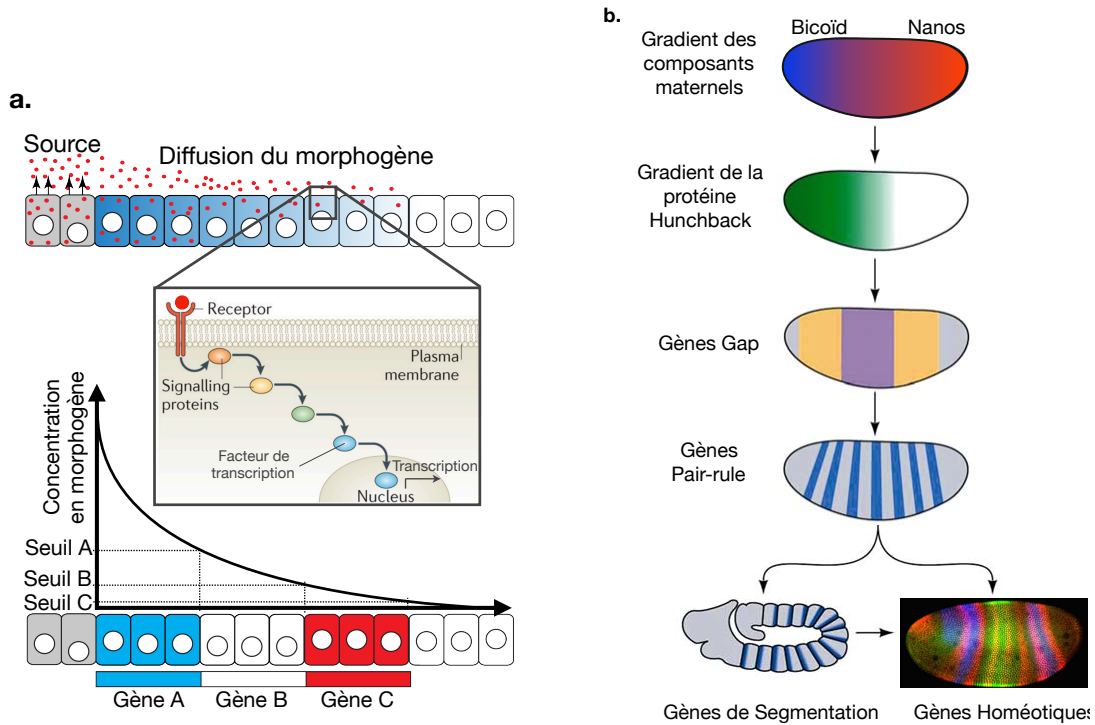 a.
Source
Diffusion du morphogène
Receptor
Plasma
membrane
Signalling
proteins
Facteur de
transcription
Transcription
Nucleus
Concentration
en morphogène
Seuil A
Seuil B
Seuil C
Gène A
Gène B
Gène C
b.
Bicoïd
Nanos
Gradient des
composants
maternels
Gradient de la
protéine
Hunchback
Gènes Gap
Gènes
Pair-rule
Gènes de Segmentation
Gènes Homéotiques